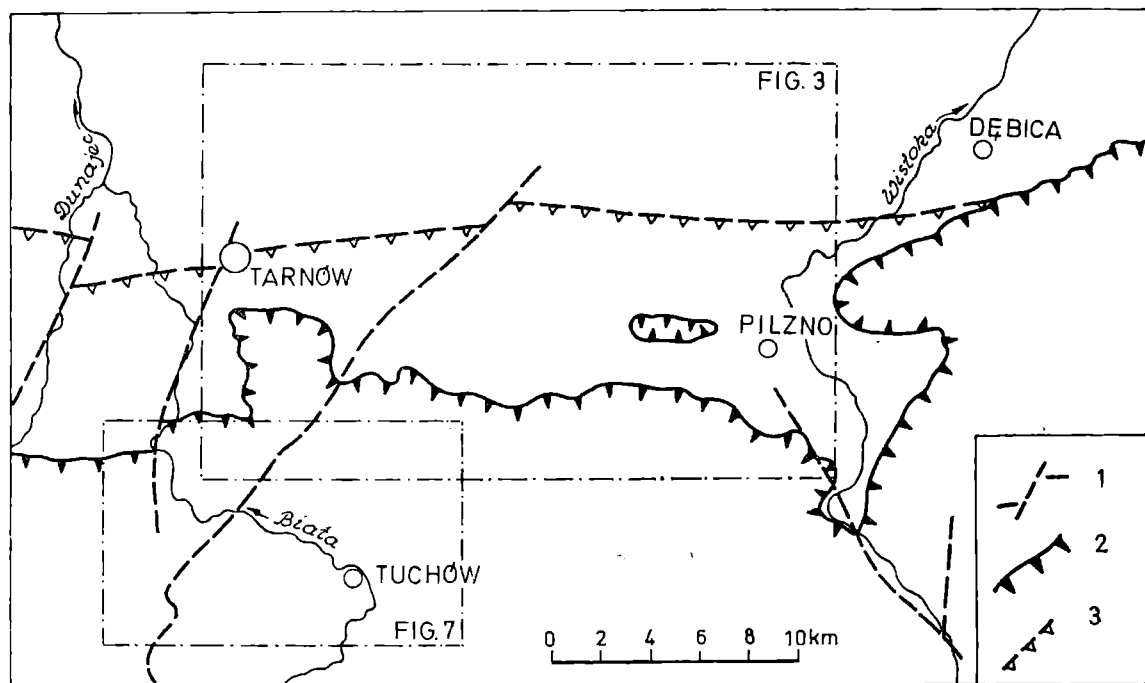 FIG. 3
DĘBICA
Wisłoka
Dunajec
TARNÓW
PILZNO
Biała
TUCHÓW
FIG. 7
0 2 4 6 8 10km
1
2
3